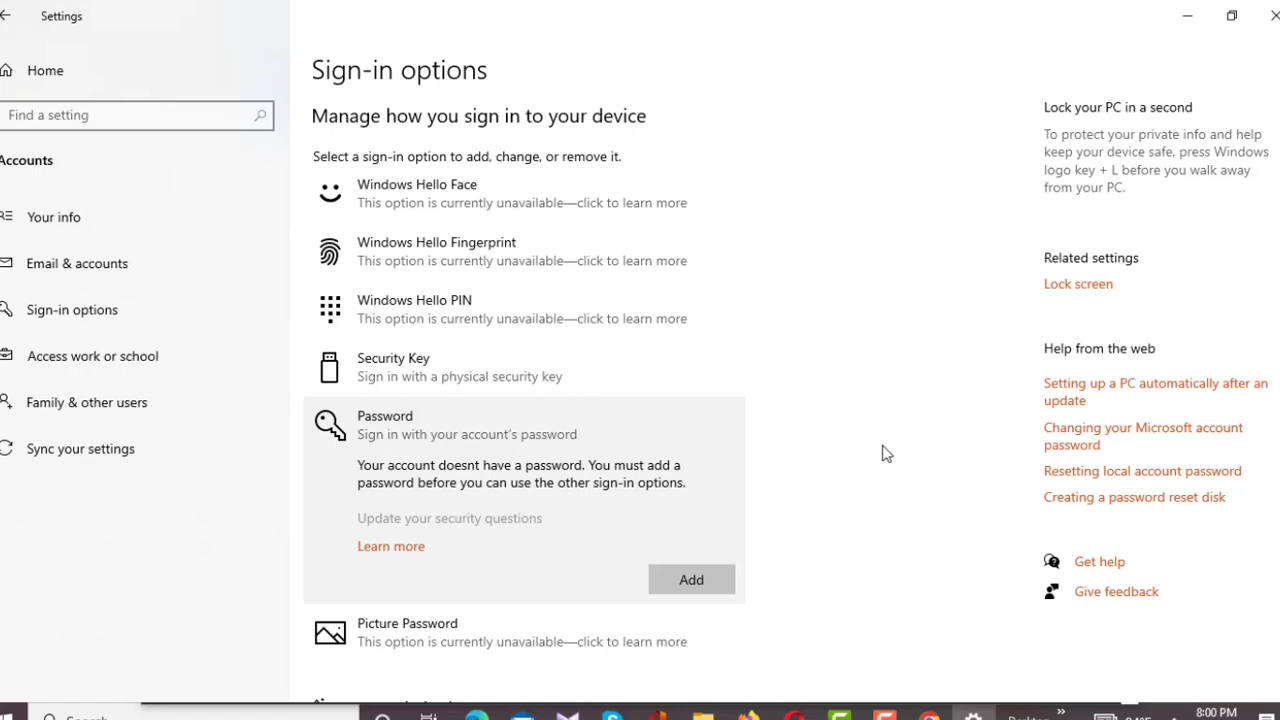 Settings
Home
Find a setting
Accounts
Your info
Email & accounts
Sign-in options
Access work or school
Family & other users
Sync your settings
Sign-in options
Manage how you sign in to your device
Select a sign-in option to add, change, or remove it.
Windows Hello Face
This option is currently unavailable—click to learn more
Windows Hello Fingerprint
This option is currently unavailable—click to learn more
Windows Hello PIN
This option is currently unavailable—click to learn more
Security Key
Sign in with a physical security key
Password
Sign in with your account's password
Your account doesnt have a password. You must add a
password before you can use the other sign-in options.
Update your security questions
Learn more
Add
Picture Password
This option is currently unavailable—click to learn more
Lock your PC in a second
To protect your private info and help
keep your device safe, press Windows
logo key + L before you walk away
from your PC.
Related settings
Lock screen
Help from the web
Setting up a PC automatically after an
update
Changing your Microsoft account
password
Resetting local account password
Creating a password reset disk
Get help
Give feedback
8:00 PM